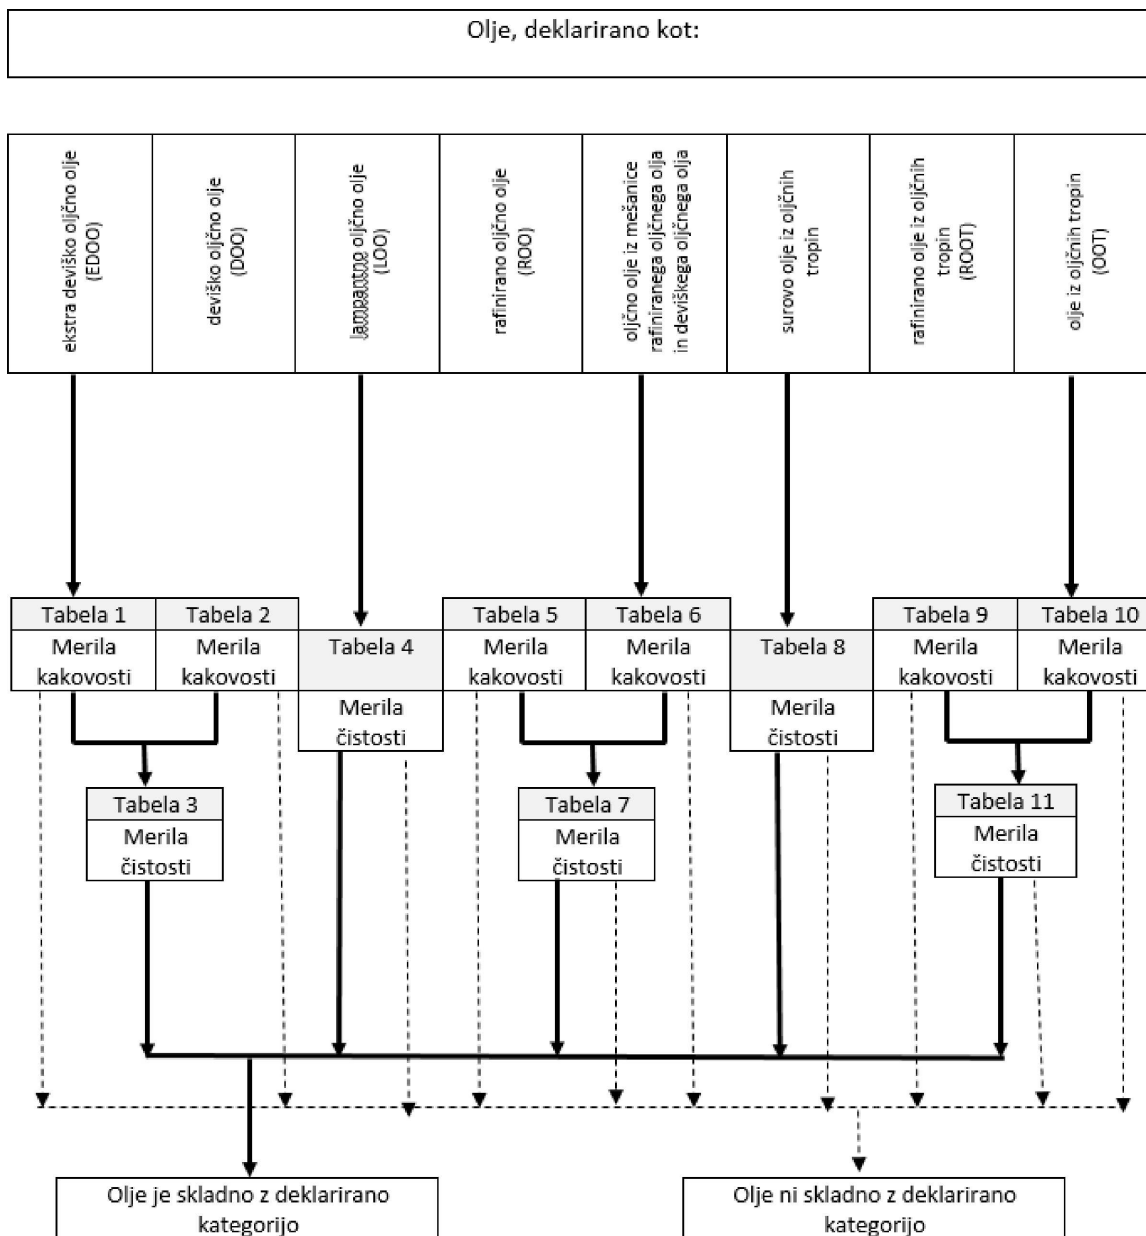 Olje, deklarirano kot:
ekstra deviško oljčno olje
(EDOO)
deviško oljčno olje
(DOO)
lampantno oljčno olje
(LOO)
rafinirano oljčno olje
(ROO)
oljčno olje iz mešanice
rafiniranega oljčnega olja
in deviškega oljčnega olja
surovo olje iz oljčnih
tropin
rafinirano olje iz oljčnih
tropin
(ROOT)
olje iz oljčnih tropin
(OOT)
Tabela 1
Merila
kakovosti
Tabela 2
Merila
kakovosti
Tabela 4
Merila
čistosti
Tabela 5
Merila
kakovosti
Tabela 6
Merila
kakovosti
Tabela 8
Merila
čistosti
Tabela 9
Merila
kakovosti
Tabela 10
Merila
kakovosti
Tabela 3
Merila
čistosti
Tabela 7
Merila
čistosti
Tabela 11
Merila
čistosti
Olje je skladno z deklarirano
kategorijo
Olje ni skladno z deklarirano
kategorijo